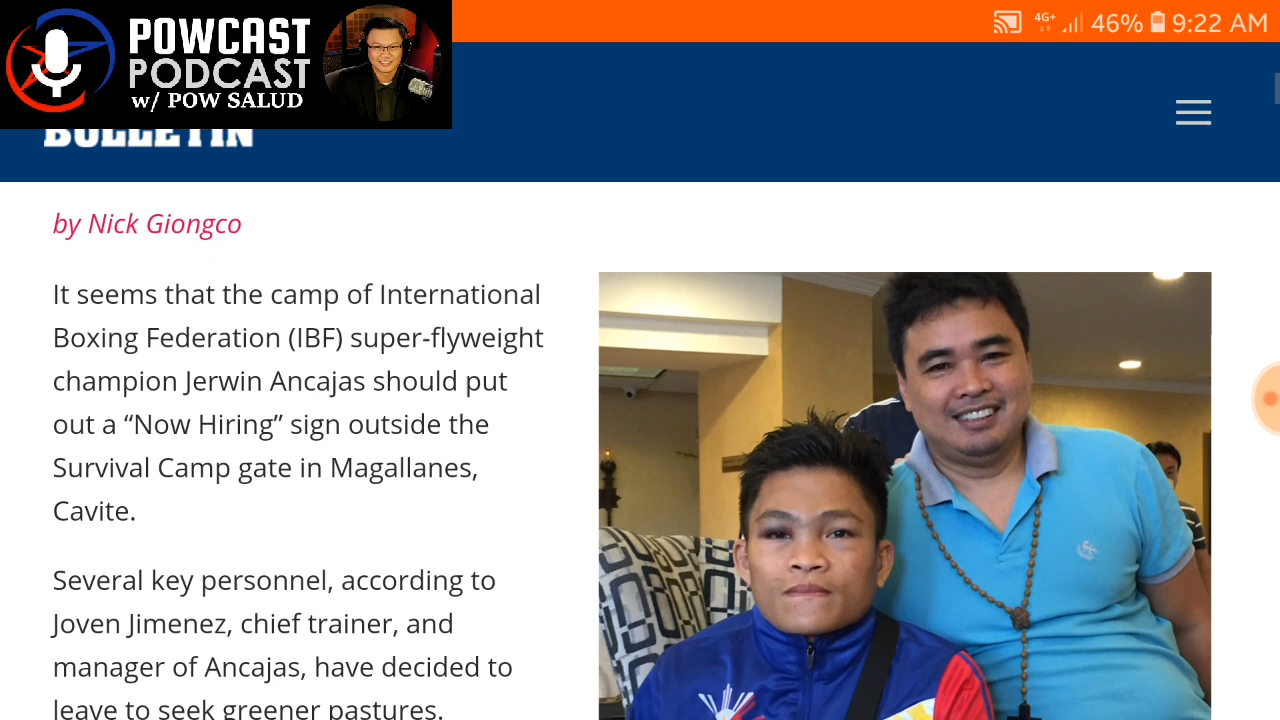 POWCAST
PODCAST
w/ POW SALUD
4G+ 46% 9:22 AM
BULLETIN
by Nick Giongco
It seems that the camp of International
Boxing Federation (IBF) super-flyweight
champion Jerwin Ancajas should put
out a “Now Hiring” sign outside the
Survival Camp gate in Magallanes,
Cavite.
Several key personnel, according to
Joven Jimenez, chief trainer, and
manager of Ancajas, have decided to
leave to seek greener pastures.